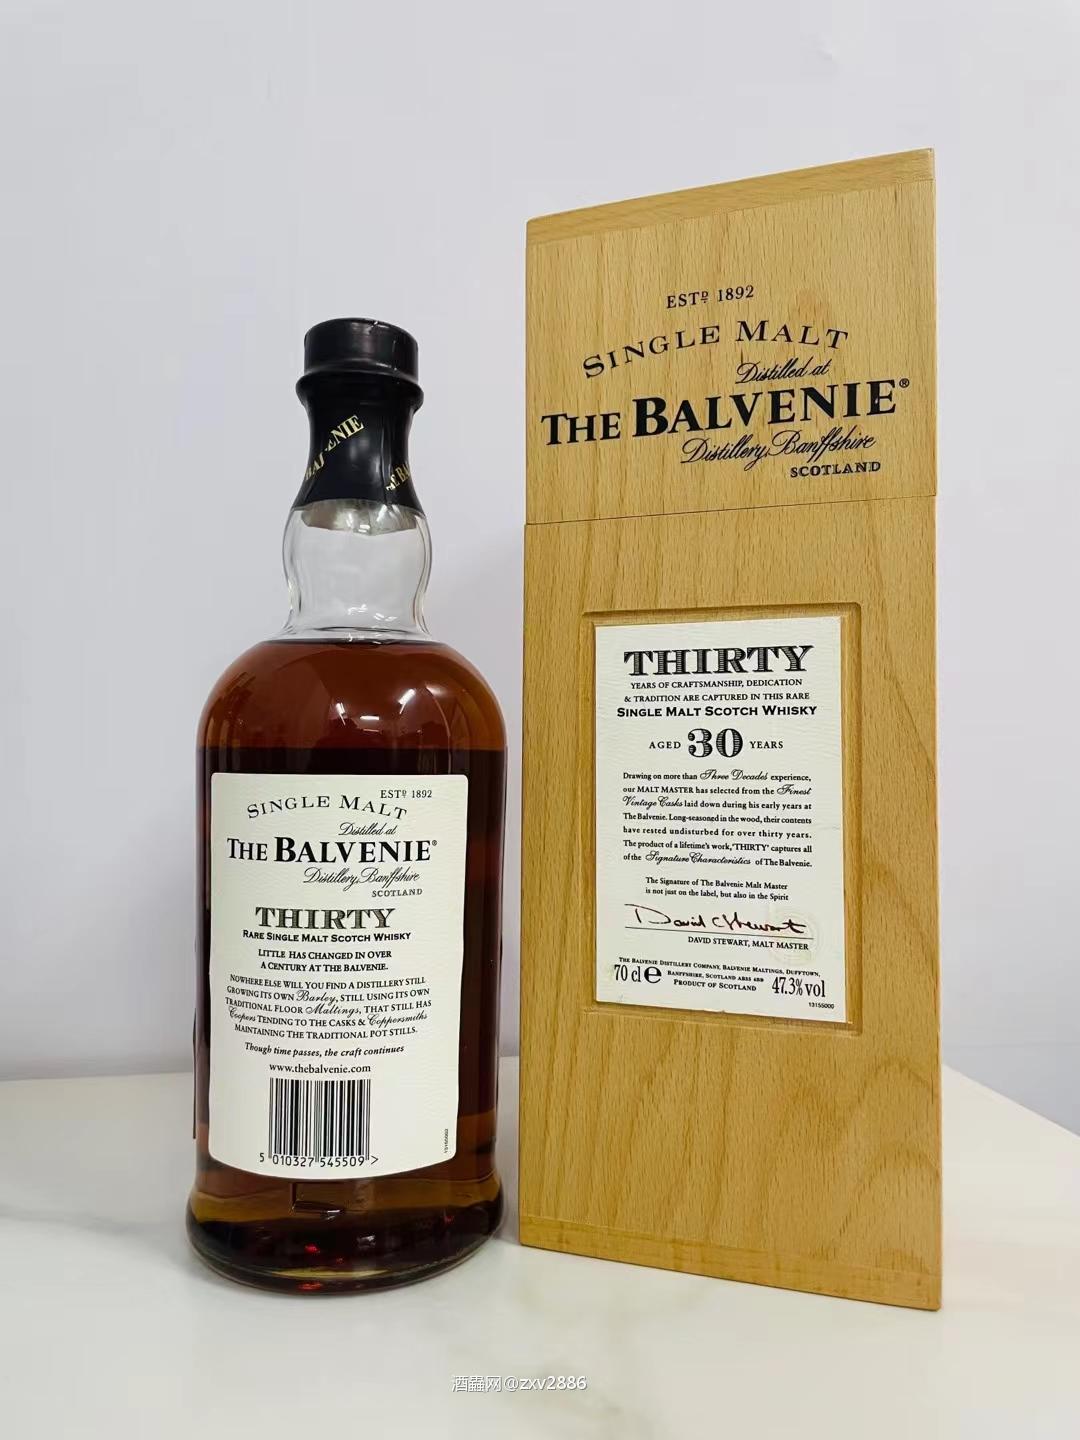 BALVENIE
THE BA
ESTD 1892
SINGLE MALT
Distilled at
THE BALVENIE®
Distillery, Banffshire
SCOTLAND
THIRTY
RARE SINGLE MALT SCOTCH WHISKY
LITTLE HAS CHANGED IN OVER
A CENTURY AT THE BALVENIE.
NOWHERE ELSE WILL YOU FIND A DISTILLERY STILL
GROWING ITS OWN Barley, STILL USING ITS OWN
TRADITIONAL FLOOR Maltings, THAT STILL HAS
Coopers TENDING TO THE CASKS & Coppersmiths
MAINTAINING THE TRADITIONAL POT STILLS.
Though time passes, the craft continues
www.thebalvenie.com
5 010327 545509 >
ESTD 1892
SINGLE MALT
Distilled at
THE BALVENIE®
Distillery, Banffshire
SCOTLAND
THIRTY
YEARS OF CRAFTSMANSHIP, DEDICATION
& TRADITION ARE CAPTURED IN THIS RARE
SINGLE MALT SCOTCH WHISKY
AGED 30 YEARS
Drawing on more than Three Decades' experience,
our MALT MASTER has selected from the Finest
Vintage Casks laid down during his early years at
The Balvenie. Long-seasoned in the wood, their contents
have rested undisturbed for over thirty years.
The product of a lifetime's work, 'THIRTY' captures all
of the Signature Characteristics of The Balvenie.
The Signature of The Balvenie Malt Master
is not just on the label, but also in the Spirit
David C Stewart
DAVID STEWART, MALT MASTER
THE BALVENIE DISTILLERY COMPANY, BALVENIE MALTINGS, DUFFTOWN,
BANFFSHIRE, SCOTLAND AB55 4BB
70 cl e PRODUCT OF SCOTLAND 47.3% vol
13155000
酒蟲网@zxv2886